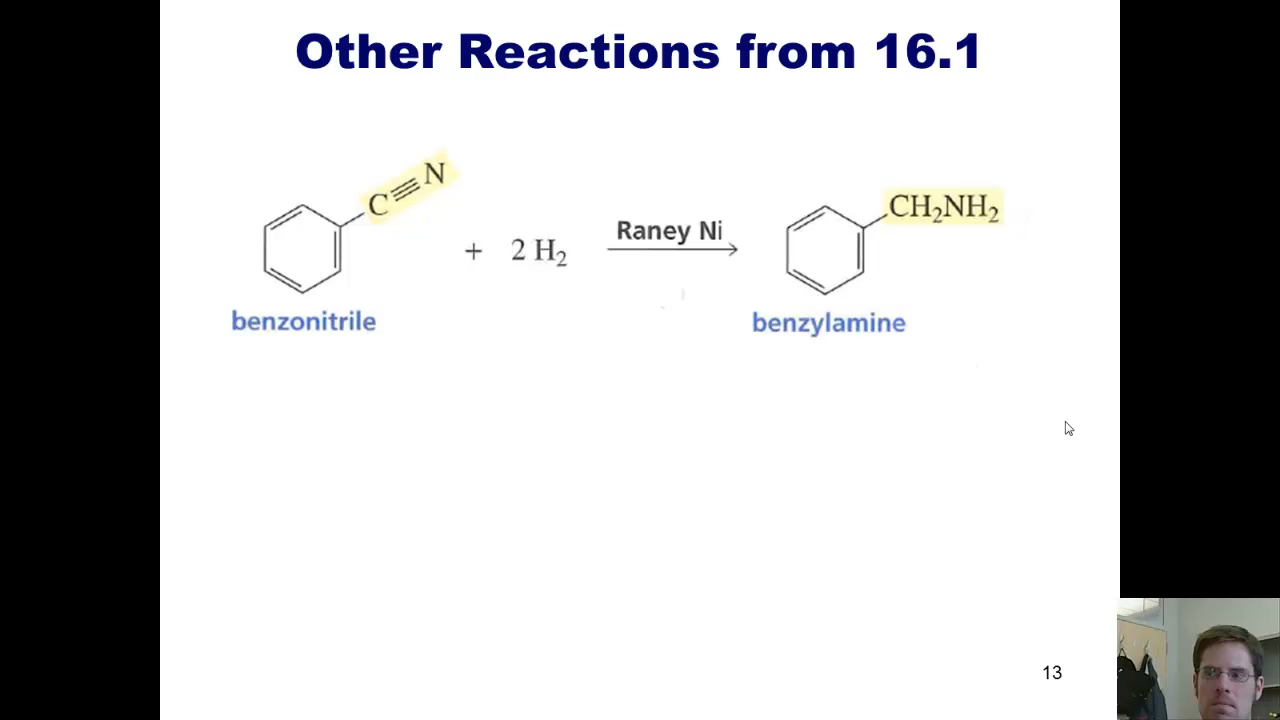 Other Reactions from 16.1
C≡N
+ 2 H₂
Raney Ni
CH₂NH₂
benzonitrile
benzylamine
13